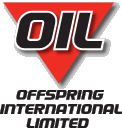 OIL
OFFSPRING
INTERNATIONAL
LIMITED